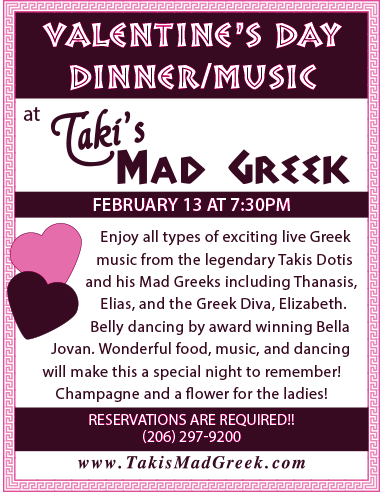 VALENTINE'S DAY
DINNER/MUSIC
at
Taki's
MAD GREEK
FEBRUARY 13 AT 7:30PM
Enjoy all types of exciting live Greek
music from the legendary Takis Dotis
and his Mad Greeks including Thanasis,
Elias, and the Greek Diva, Elizabeth.
Belly dancing by award winning Bella
Jovan. Wonderful food, music, and dancing
will make this a special night to remember!
Champagne and a flower for the ladies!
RESERVATIONS ARE REQUIRED!!
(206) 297-9200
www.TakisMadGreek.com